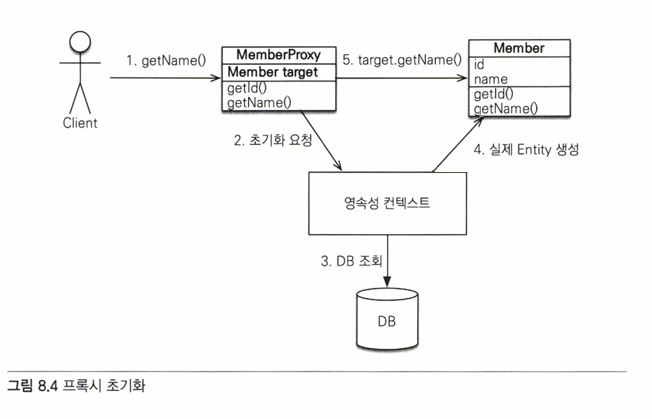 Client
1. getName()
MemberProxy
Member target
getId()
getName()
5. target.getName()
Member
id
name
getId()
getName()
2. 초기화 요청
4. 실제 Entity 생성
영속성 컨텍스트
3. DB 조회
DB
그림 8.4 프록시 초기화